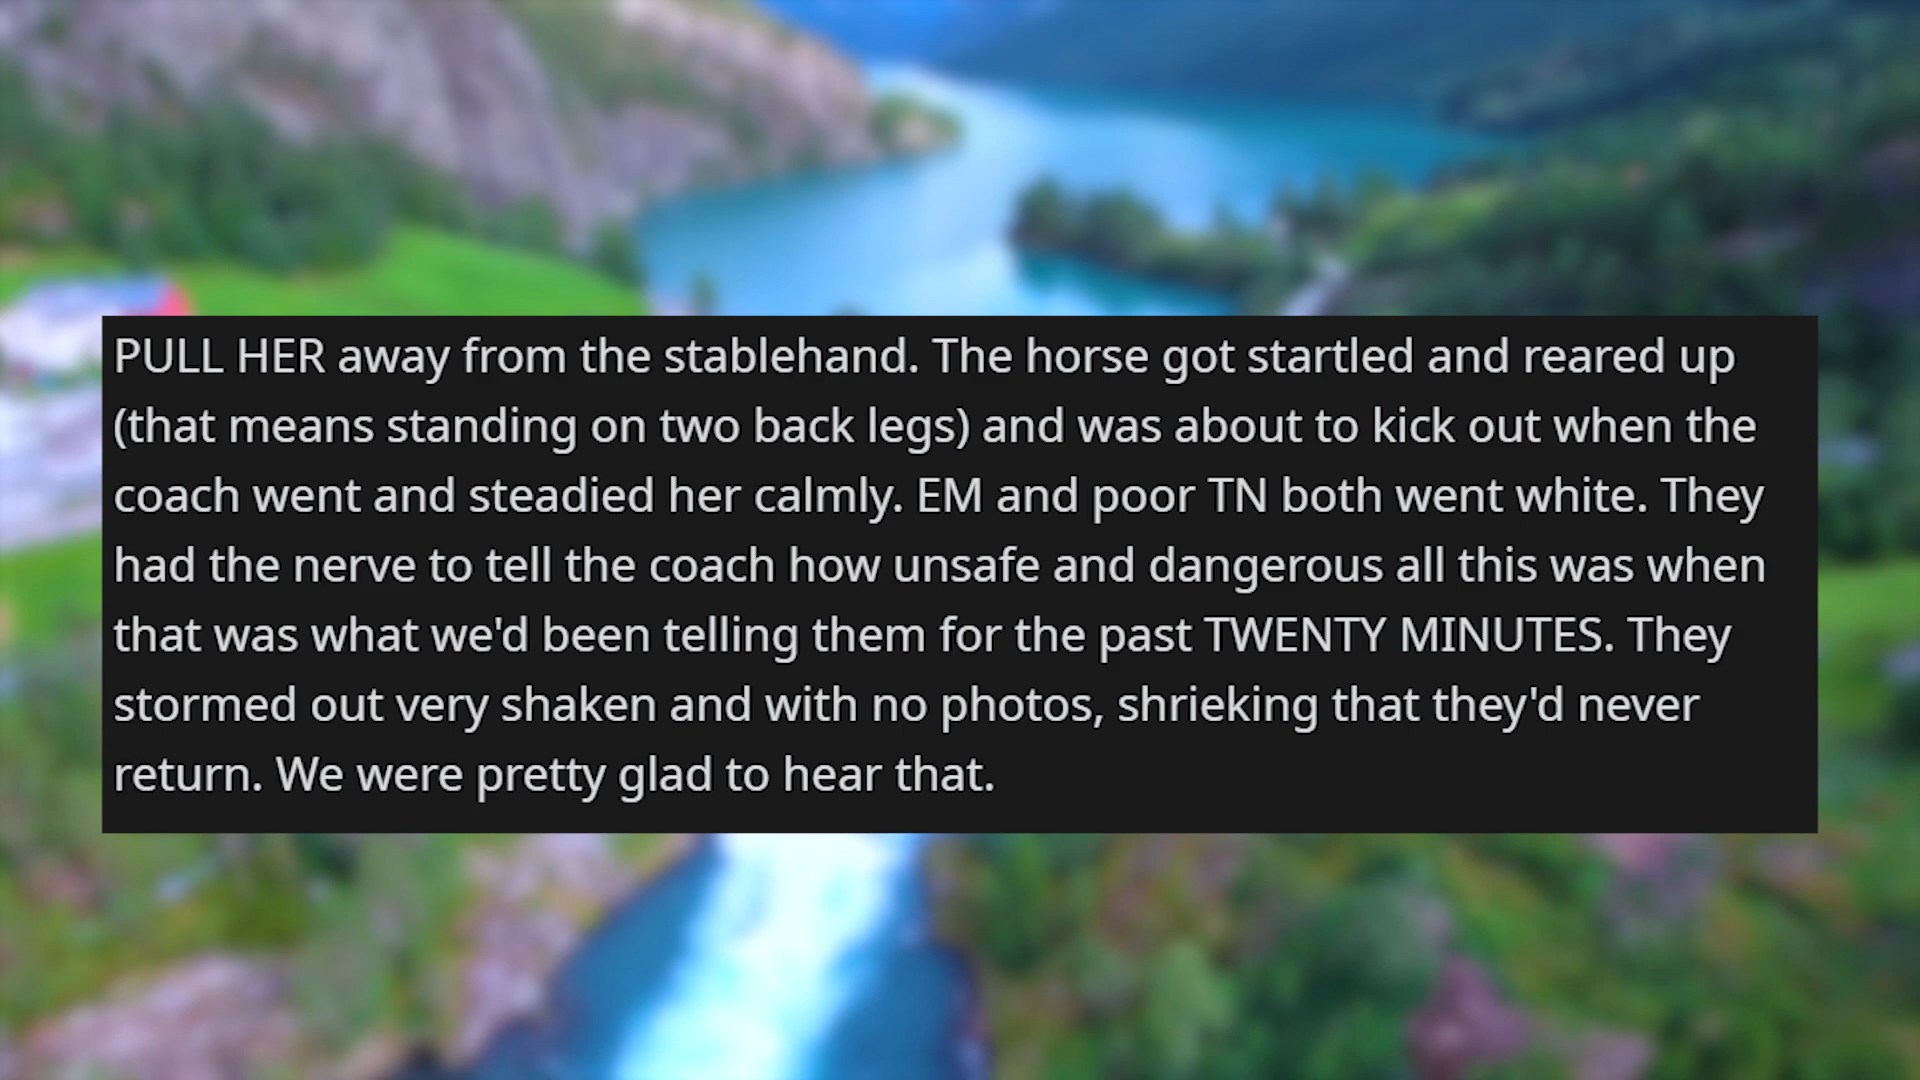 PULL HER away from the stablehand. The horse got startled and reared up
(that means standing on two back legs) and was about to kick out when the
coach went and steadied her calmly. EM and poor TN both went white. They
had the nerve to tell the coach how unsafe and dangerous all this was when
that was what we'd been telling them for the past TWENTY MINUTES. They
stormed out very shaken and with no photos, shrieking that they'd never
return. We were pretty glad to hear that.